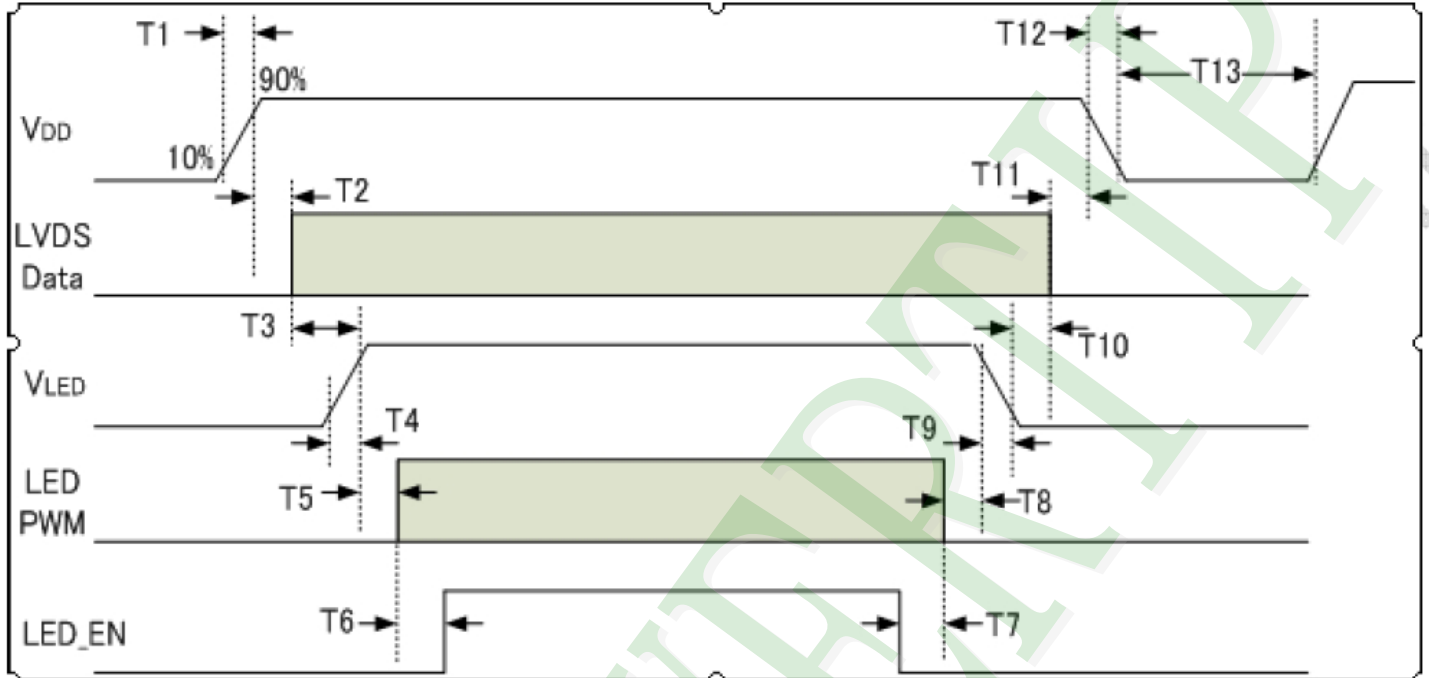 T1
T12
T13
90%
VDD
10%
T2
T11
LVDS
Data
T3
T10
VLED
T4
T9
LED
PWM
T5
T8
T6
T7
LED_EN